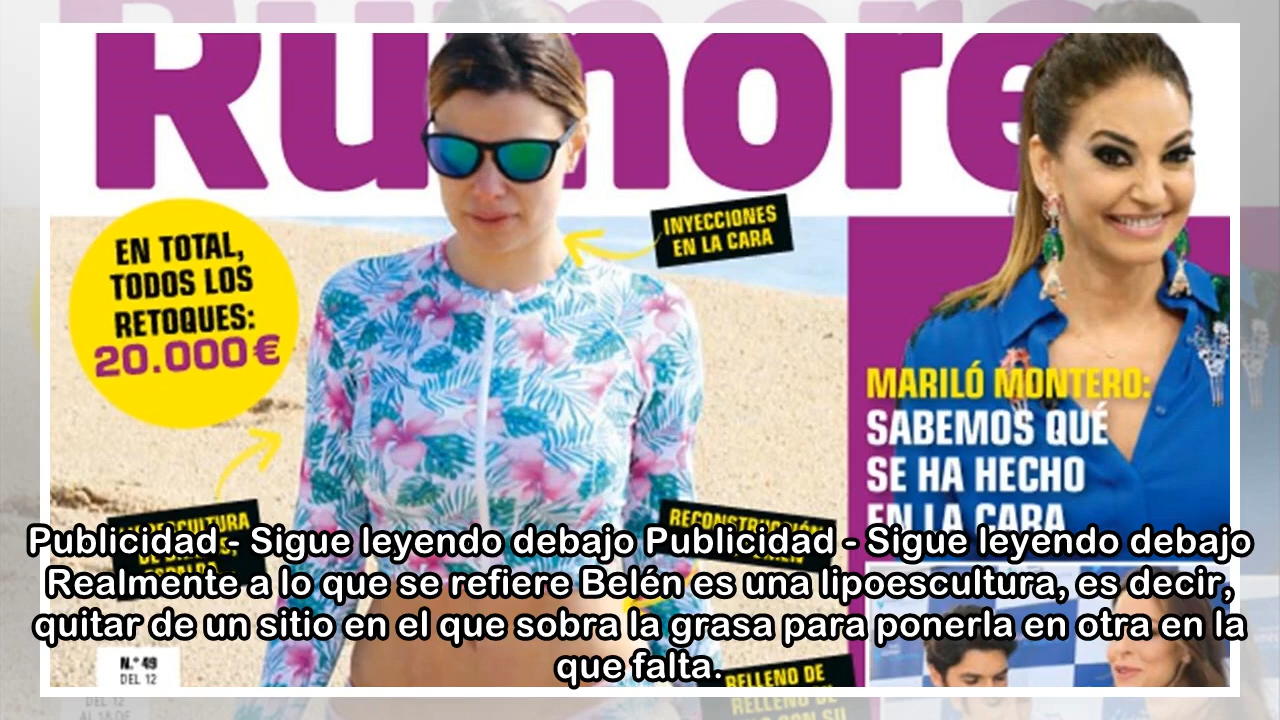 Rumore
EN TOTAL,
TODOS LOS
RETOQUES:
20.000€
INYECCIONES
EN LA CARA
MARILÓ MONTERO:
SABEMOS QUÉ
SE HA HECHO
EN LA CARA
RECONSTRUCCIÓN
Publicidad - Sigue leyendo debajo Publicidad - Sigue leyendo debajo
Realmente a lo que se refiere Belén es una lipoescultura, es decir,
quitar de un sitio en el que sobra la grasa para ponerla en otra en la
que falta.
N.º 49
DEL 12
RELLENO DE